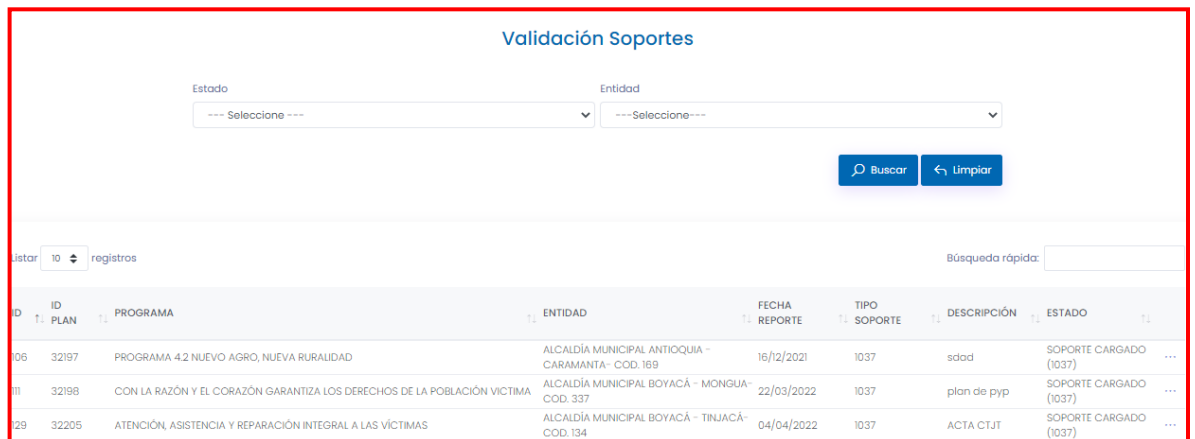 Validación Soportes
Estado
Entidad
--- Seleccione ---
---Seleccione---
Buscar
Limpiar
Listar 10 registros
Búsqueda rápida:
ID
ID PLAN
PROGRAMA
ENTIDAD
FECHA REPORTE
TIPO SOPORTE
DESCRIPCIÓN
ESTADO
106 32197 PROGRAMA 4.2 NUEVO AGRO, NUEVA RURALIDAD ALCALDÍA MUNICIPAL ANTIOQUIA - 16/12/2021 1037 sdad SOPORTE CARGADO ...
CARAMANTA- COD. 169 (1037)
111 32198 CON LA RAZÓN Y EL CORAZÓN GARANTIZA LOS DERECHOS DE LA POBLACIÓN VICTIMA ALCALDÍA MUNICIPAL BOYACÁ - MONGUA- 22/03/2022 1037 plan de pyp SOPORTE CARGADO ...
COD. 337 (1037)
129 32205 ATENCIÓN, ASISTENCIA Y REPARACIÓN INTEGRAL A LAS VÍCTIMAS ALCALDÍA MUNICIPAL BOYACÁ - TINJACÁ- 04/04/2022 1037 ACTA CTJT SOPORTE CARGADO ...
COD. 134 (1037)